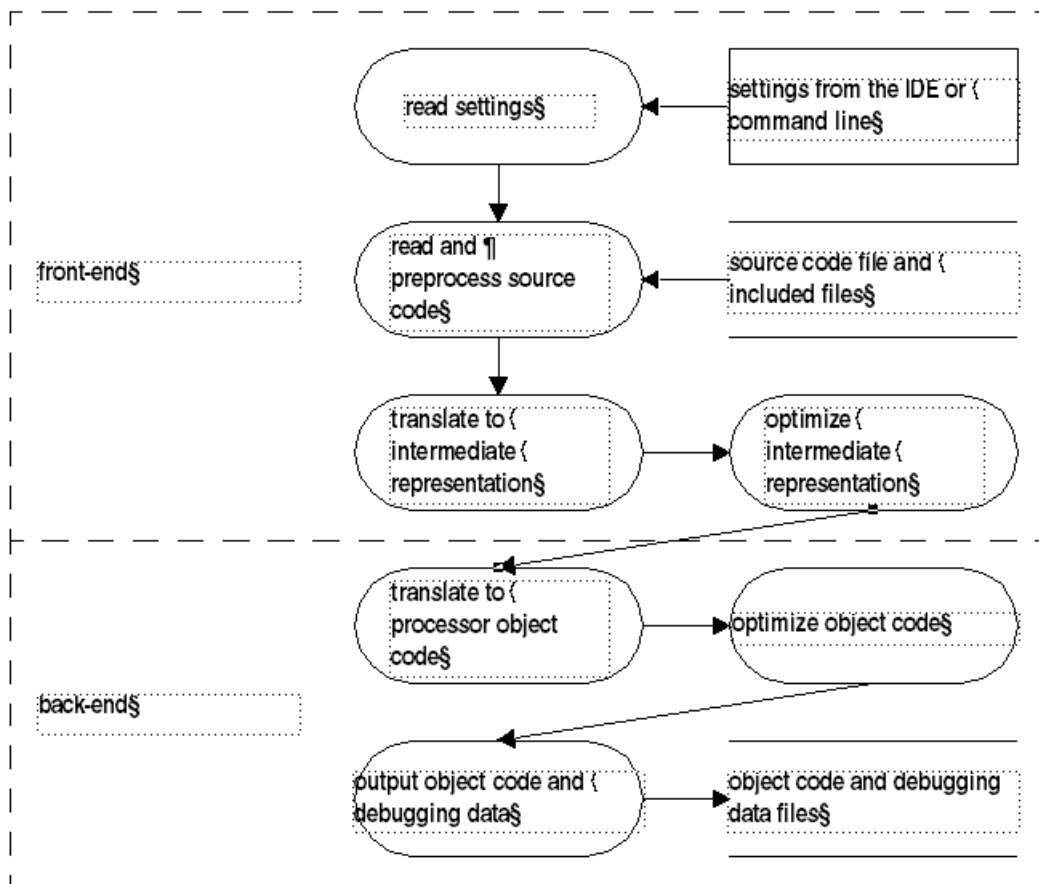 read settings§
settings from the IDE or
command line§
front-end§
read and ¶
preprocess source
code§
source code file and
included files§
translate to
intermediate
representation§
optimize
intermediate
representation§
back-end§
translate to
processor object
code§
optimize object code§
output object code and
debugging data§
object code and debugging
data files§